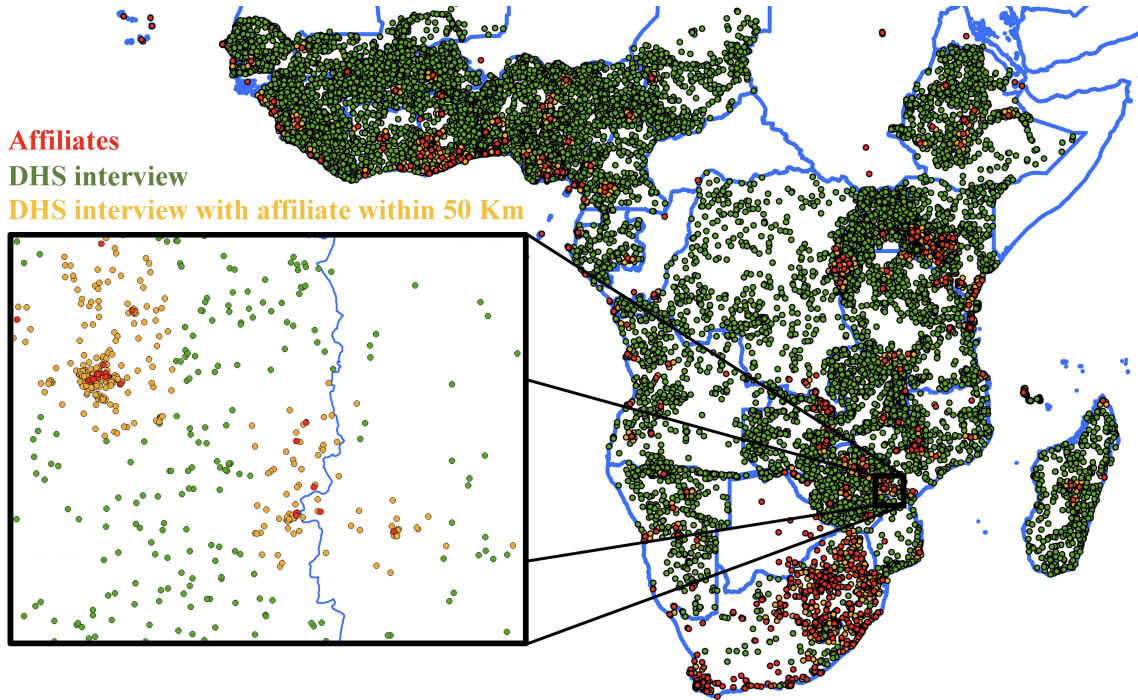 Affiliates
DHS interview
DHS interview with affiliate within 50 Km